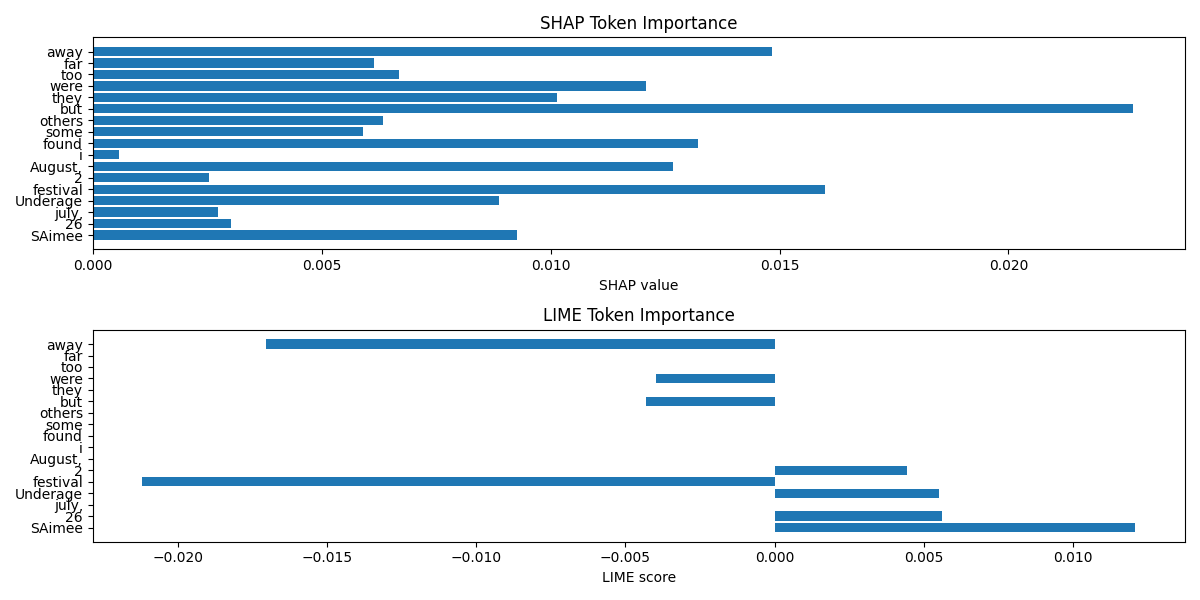 SHAP Token Importance
away
far
too
were
they
but
others
some
found
i
August,
2
festival
Underage
july,
26
SAimee
0.000 0.005 0.010 0.015 0.020
SHAP value
LIME Token Importance
away
far
too
were
they
but
others
some
found
i
August,
2
festival
Underage
july,
26
SAimee
−0.020 −0.015 −0.010 −0.005 0.000 0.005 0.010
LIME score